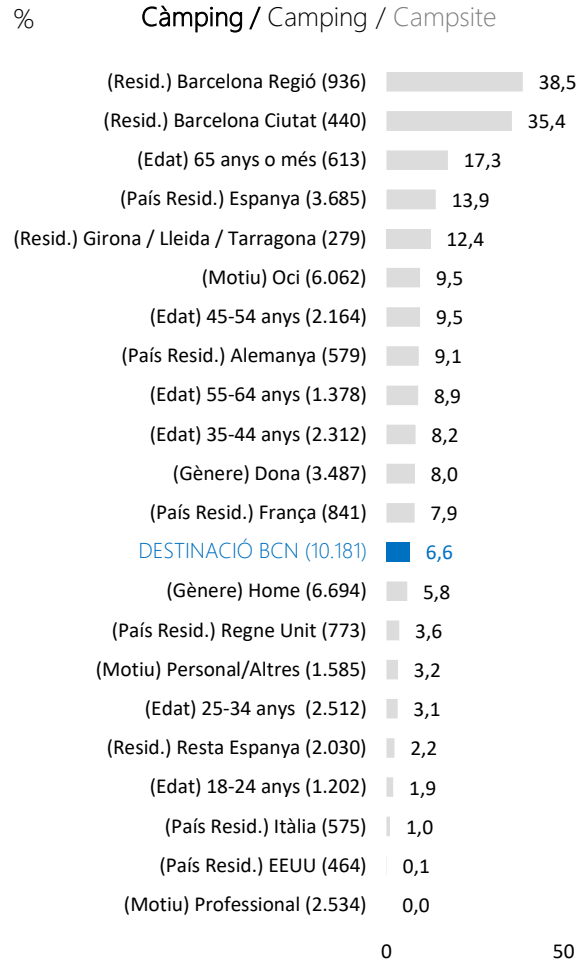 % Càmping / Camping / Campsite
(Resid.) Barcelona Regió (936) 38,5
(Resid.) Barcelona Ciutat (440) 35,4
(Edat) 65 anys o més (613) 17,3
(País Resid.) Espanya (3.685) 13,9
(Resid.) Girona / Lleida / Tarragona (279) 12,4
(Motiu) Oci (6.062) 9,5
(Edat) 45-54 anys (2.164) 9,5
(País Resid.) Alemanya (579) 9,1
(Edat) 55-64 anys (1.378) 8,9
(Edat) 35-44 anys (2.312) 8,2
(Gènere) Dona (3.487) 8,0
(País Resid.) França (841) 7,9
DESTINACIÓ BCN (10.181) 6,6
(Gènere) Home (6.694) 5,8
(País Resid.) Regne Unit (773) 3,6
(Motiu) Personal/Altres (1.585) 3,2
(Edat) 25-34 anys (2.512) 3,1
(Resid.) Resta Espanya (2.030) 2,2
(Edat) 18-24 anys (1.202) 1,9
(País Resid.) Itàlia (575) 1,0
(País Resid.) EEUU (464) 0,1
(Motiu) Professional (2.534) 0,0
0 50